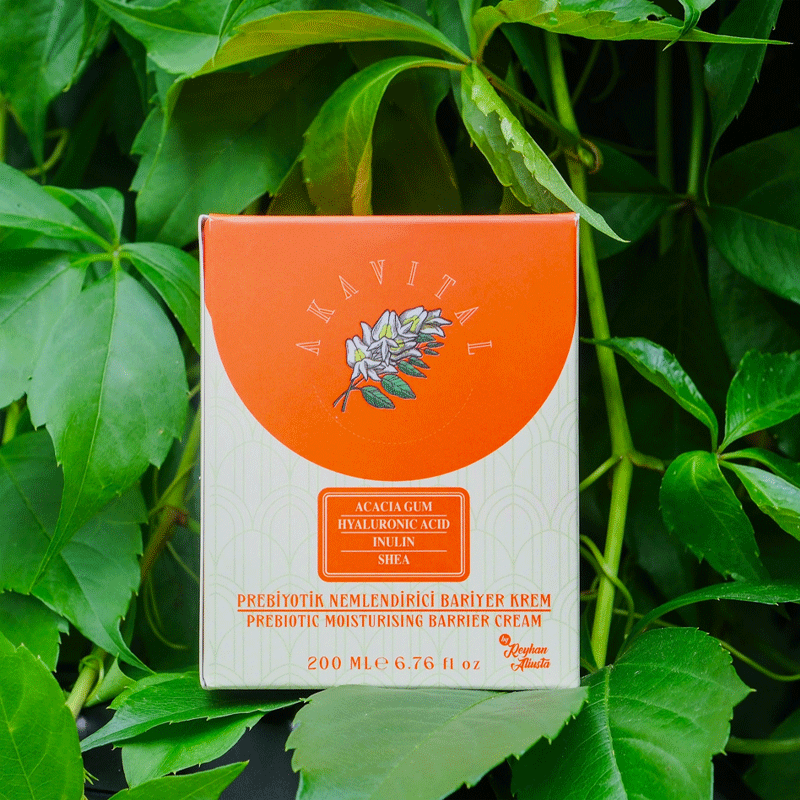 AKAVITAL
ACACIA GUM
HYALURONIC ACID
INULIN
SHEA
PREBİYOTİK NEMLENDİRİCİ BARİYER KREM
PREBIOTIC MOISTURISING BARRIER CREAM
by Reyhan
Aliusta
200 ML℮ 6.76 fl oz